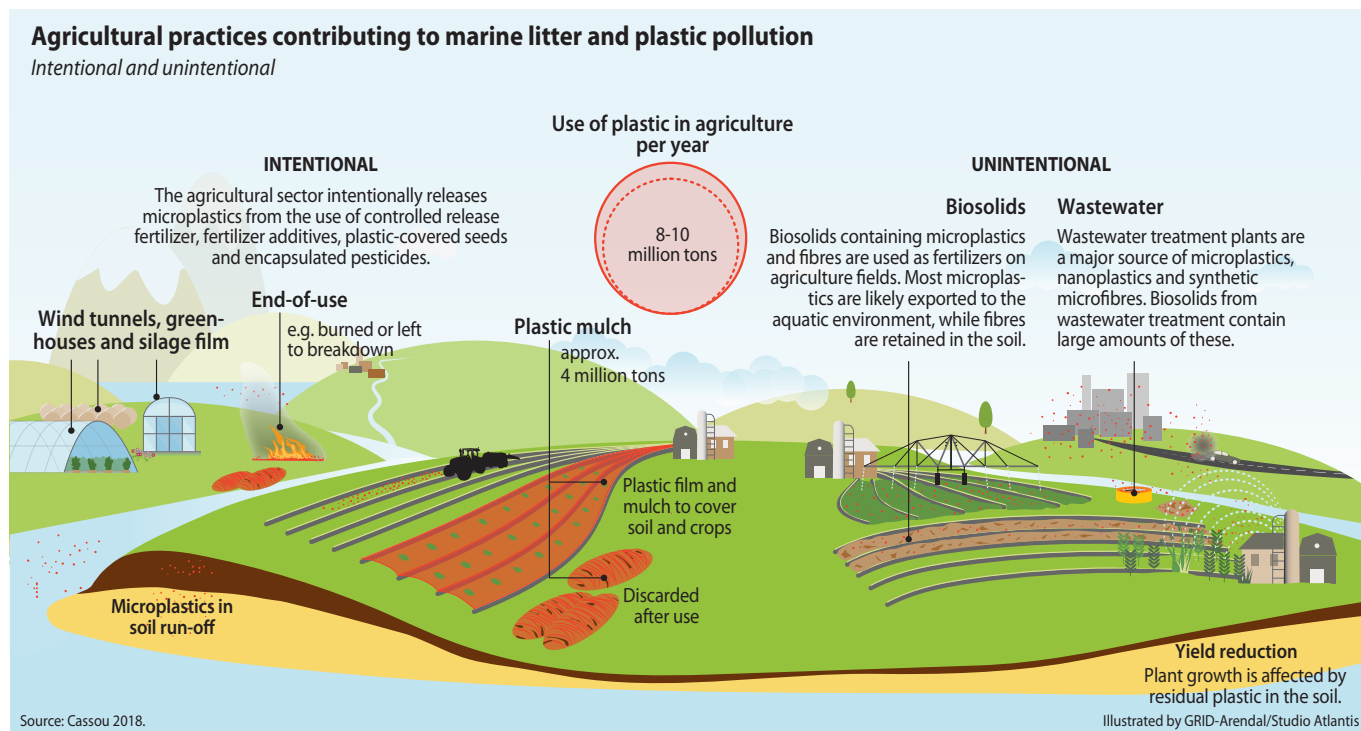 Agricultural practices contributing to marine litter and plastic pollution
Intentional and unintentional
Use of plastic in agriculture
per year
8-10
million tons
INTENTIONAL
The agricultural sector intentionally releases
microplastics from the use of controlled release
fertilizer, fertilizer additives, plastic-covered seeds
and encapsulated pesticides.
Wind tunnels, green-
houses and silage film
End-of-use
e.g. burned or left
to breakdown
Plastic mulch
approx.
4 million tons
Plastic film and
mulch to cover
soil and crops
Discarded
after use
UNINTENTIONAL
Biosolids
Biosolids containing microplastics
and fibres are used as fertilizers on
agriculture fields. Most microplas-
tics are likely exported to the
aquatic environment, while fibres
are retained in the soil.
Wastewater
Wastewater treatment plants are
a major source of microplastics,
nanoplastics and synthetic
microfibres. Biosolids from
wastewater treatment contain
large amounts of these.
Microplastics in
soil run-off
Yield reduction
Plant growth is affected by
residual plastic in the soil.
Source: Cassou 2018.
Illustrated by GRID-Arendal/Studio Atlantis